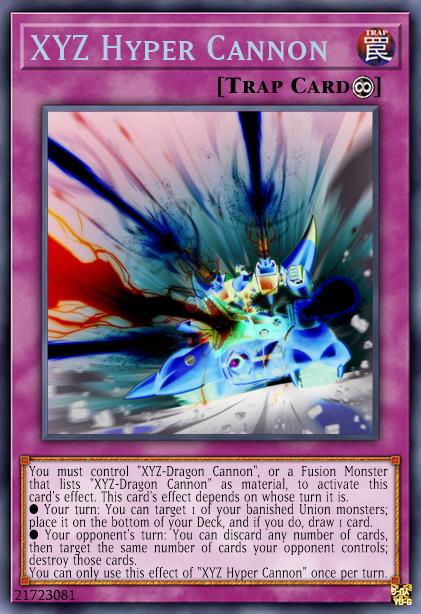 XYZ Hyper Cannon
TRAP
罠
[Trap Card]
You must control "XYZ-Dragon Cannon", or a Fusion Monster
that lists "XYZ-Dragon Cannon" as material, to activate this
card's effect. This card's effect depends on whose turn it is.
● Your turn: You can target 1 of your banished Union monsters;
place it on the bottom of your Deck, and if you do, draw 1 card.
● Your opponent's turn: You can discard any number of cards,
then target the same number of cards your opponent controls;
destroy those cards.
You can only use this effect of "XYZ Hyper Cannon" once per turn.
21723081